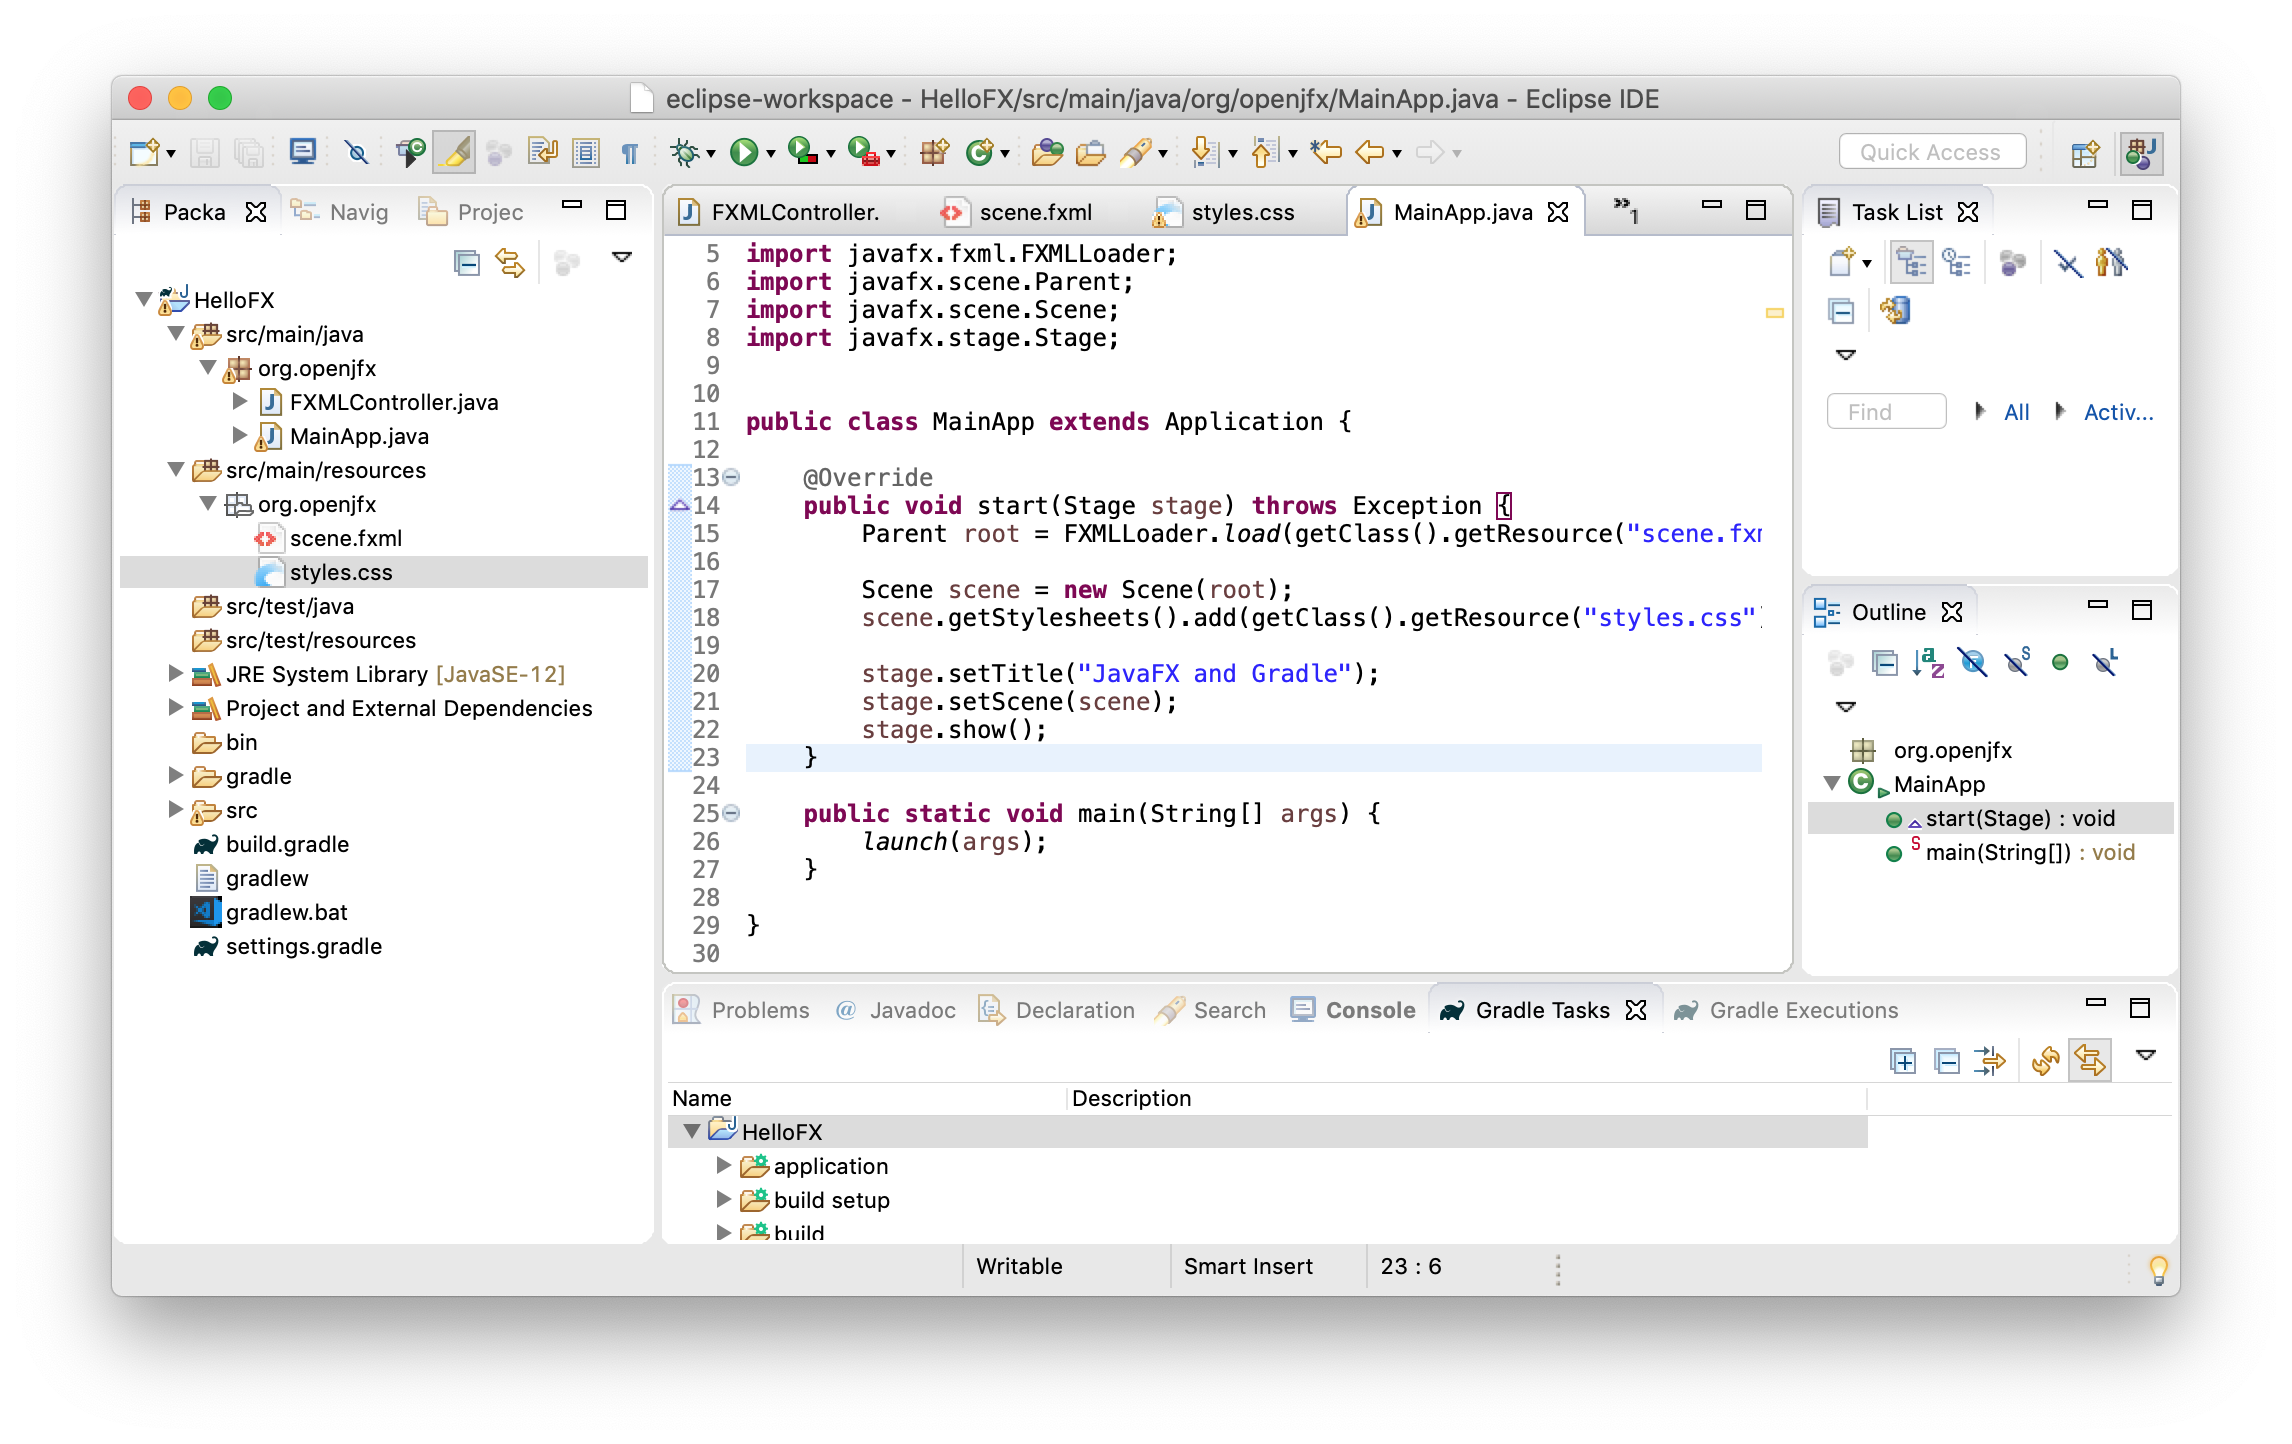 eclipse-workspace - HelloFX/src/main/java/org/openjfx/MainApp.java - Eclipse IDE
Quick Access
Packa
Navig
Projec
HelloFX
src/main/java
org.openjfx
FXMLController.java
MainApp.java
src/main/resources
org.openjfx
scene.fxml
styles.css
src/test/java
src/test/resources
JRE System Library [JavaSE-12]
Project and External Dependencies
bin
gradle
src
build.gradle
gradlew
gradlew.bat
settings.gradle
FXMLController.
scene.fxml
styles.css
MainApp.java
»1
5 import javafx.fxml.FXMLLoader;
6 import javafx.scene.Parent;
7 import javafx.scene.Scene;
8 import javafx.stage.Stage;
9
10
11 public class MainApp extends Application {
12
13 @Override
14 public void start(Stage stage) throws Exception {
15 Parent root = FXMLLoader.load(getClass().getResource("scene.fxm
16
17 Scene scene = new Scene(root);
18 scene.getStylesheets().add(getClass().getResource("styles.css")
19
20 stage.setTitle("JavaFX and Gradle");
21 stage.setScene(scene);
22 stage.show();
23 }
24
25 public static void main(String[] args) {
26 launch(args);
27 }
28
29 }
30
Task List
Find
All
Activ...
Outline
org.openjfx
MainApp
start(Stage) : void
main(String[]) : void
Problems
@ Javadoc
Declaration
Search
Console
Gradle Tasks
Gradle Executions
Name
Description
HelloFX
application
build setup
build
Writable
Smart Insert
23 : 6